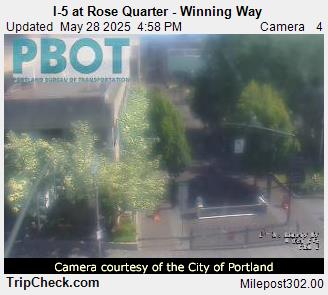 I-5 at Rose Quarter - Winning Way
Updated May 28 2025 4:58 PM Camera 4
PBOT
PORTLAND BUREAU OF TRANSPORTATION
Camera courtesy of the City of Portland
TripCheck.com Milepost302.00